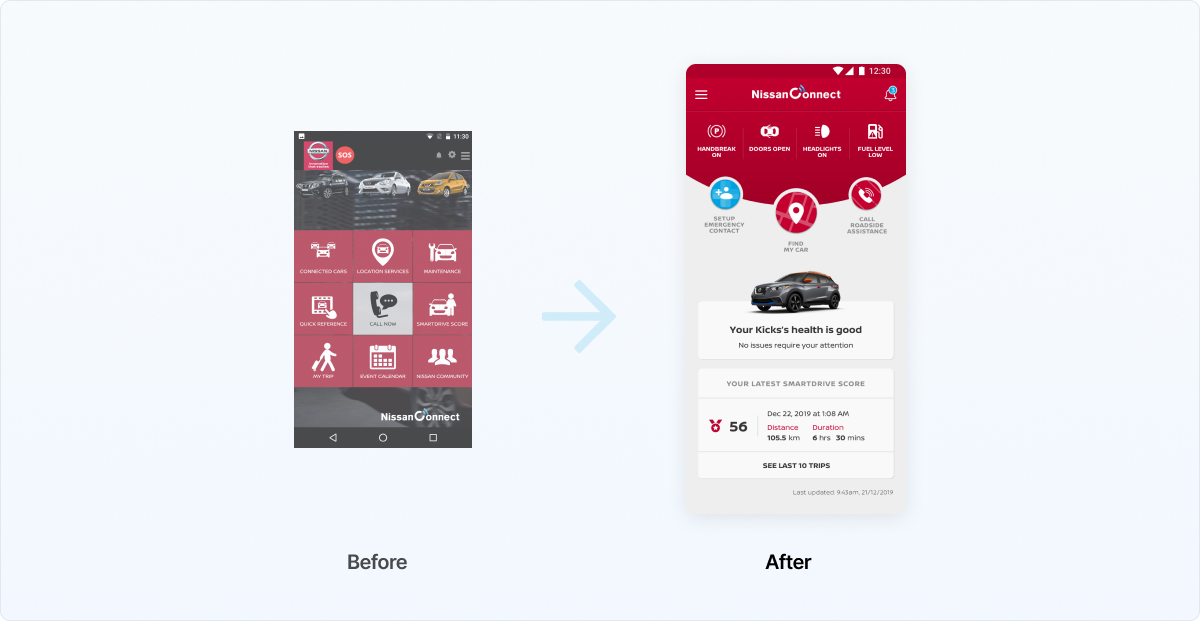 11:30
NISSAN
SOS
CONNECTED CARS
LOCATION SERVICES
MAINTENANCE
QUICK REFERENCE
CALL NOW
SMARTDRIVE SCORE
MY TRIP
EVENT CALENDAR
NISSAN COMMUNITY
NissanConnect
Before
12:30
NissanConnect
3
HANDBREAK
ON
DOORS OPEN
HEADLIGHTS
ON
FUEL LEVEL
LOW
SETUP
EMERGENCY
CONTACT
FIND
MY CAR
CALL
ROADSIDE
ASSISTANCE
Your Kicks's health is good
No issues require your attention
YOUR LATEST SMARTDRIVE SCORE
56
Dec 22, 2019 at 1:08 AM
Distance Duration
105.5 km 6 hrs 30 mins
SEE LAST 10 TRIPS
Last updated: 9:43am, 21/12/2019
After